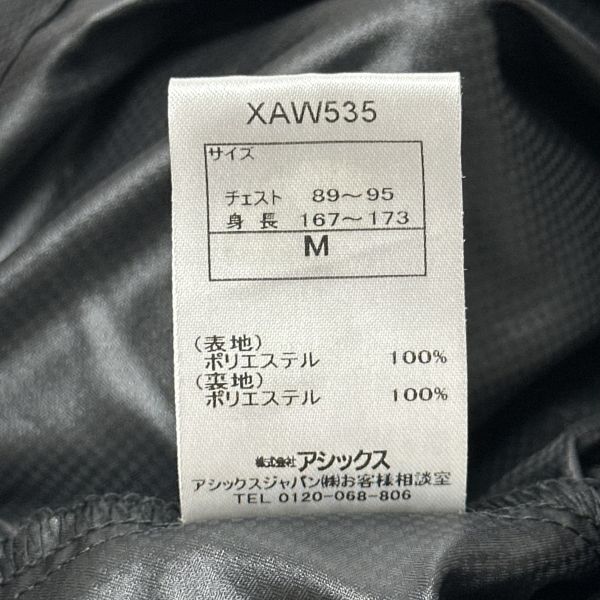 XAW535
サイズ
チェスト 89〜95
身長 167〜173
M
(表地)
ポリエステル 100%
(裏地)
ポリエステル 100%
株式会社アシックス
アシックスジャパン(株)お客様相談室
TEL 0120-068-806